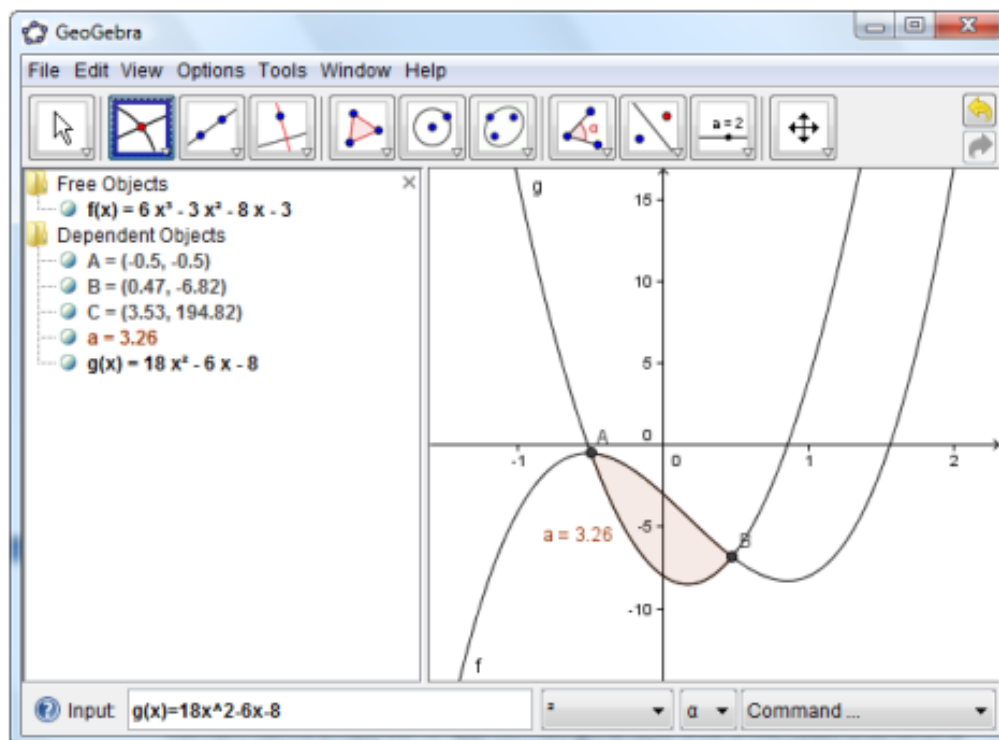 GeoGebra
File Edit View Options Tools Window Help
α
a = 2
Free Objects
f(x) = 6 x³ - 3 x² - 8 x - 3
Dependent Objects
A = (-0.5, -0.5)
B = (0.47, -6.82)
C = (3.53, 194.82)
a = 3.26
g(x) = 18 x² - 6 x - 8
g
15
10
5
0
A
-1
0
1
2
-5
a = 3.26
B
-10
f
Input: g(x)=18x^2-6x-8
² α Command ...